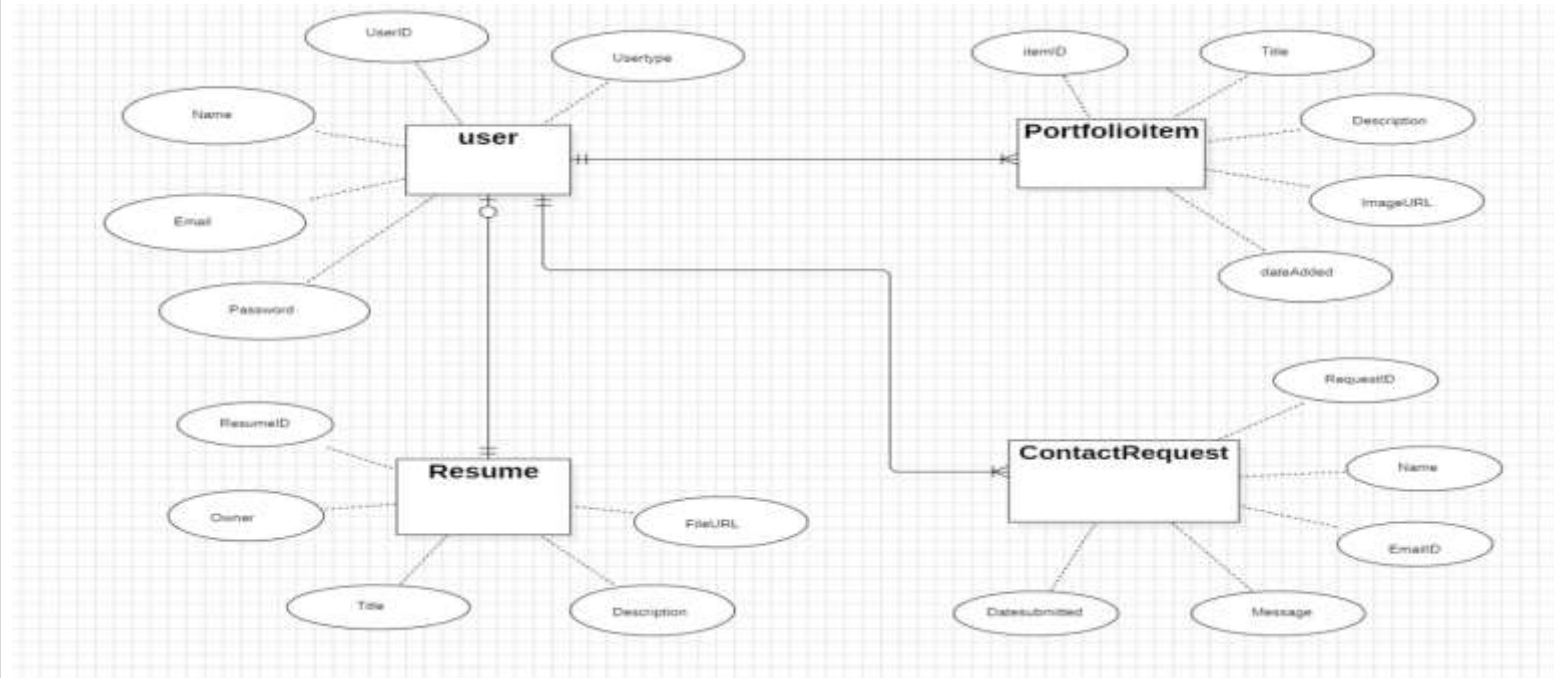 UserID
Usertype
Name
user
Email
Password
itemID
Title
Description
PortfolioItem
ImageURL
dateAdded
ResumeID
Resume
Owner
FileURL
Title
Description
RequestID
ContactRequest
Name
EmailID
Datesubmitted
Message